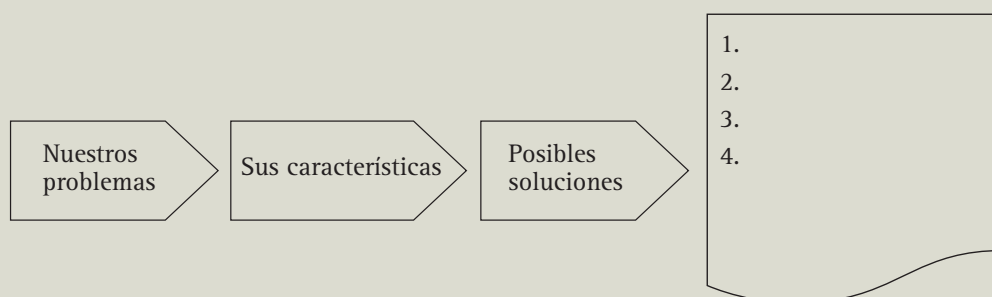 Nuestros
problemas
Sus características
Posibles
soluciones
1.
2.
3.
4.